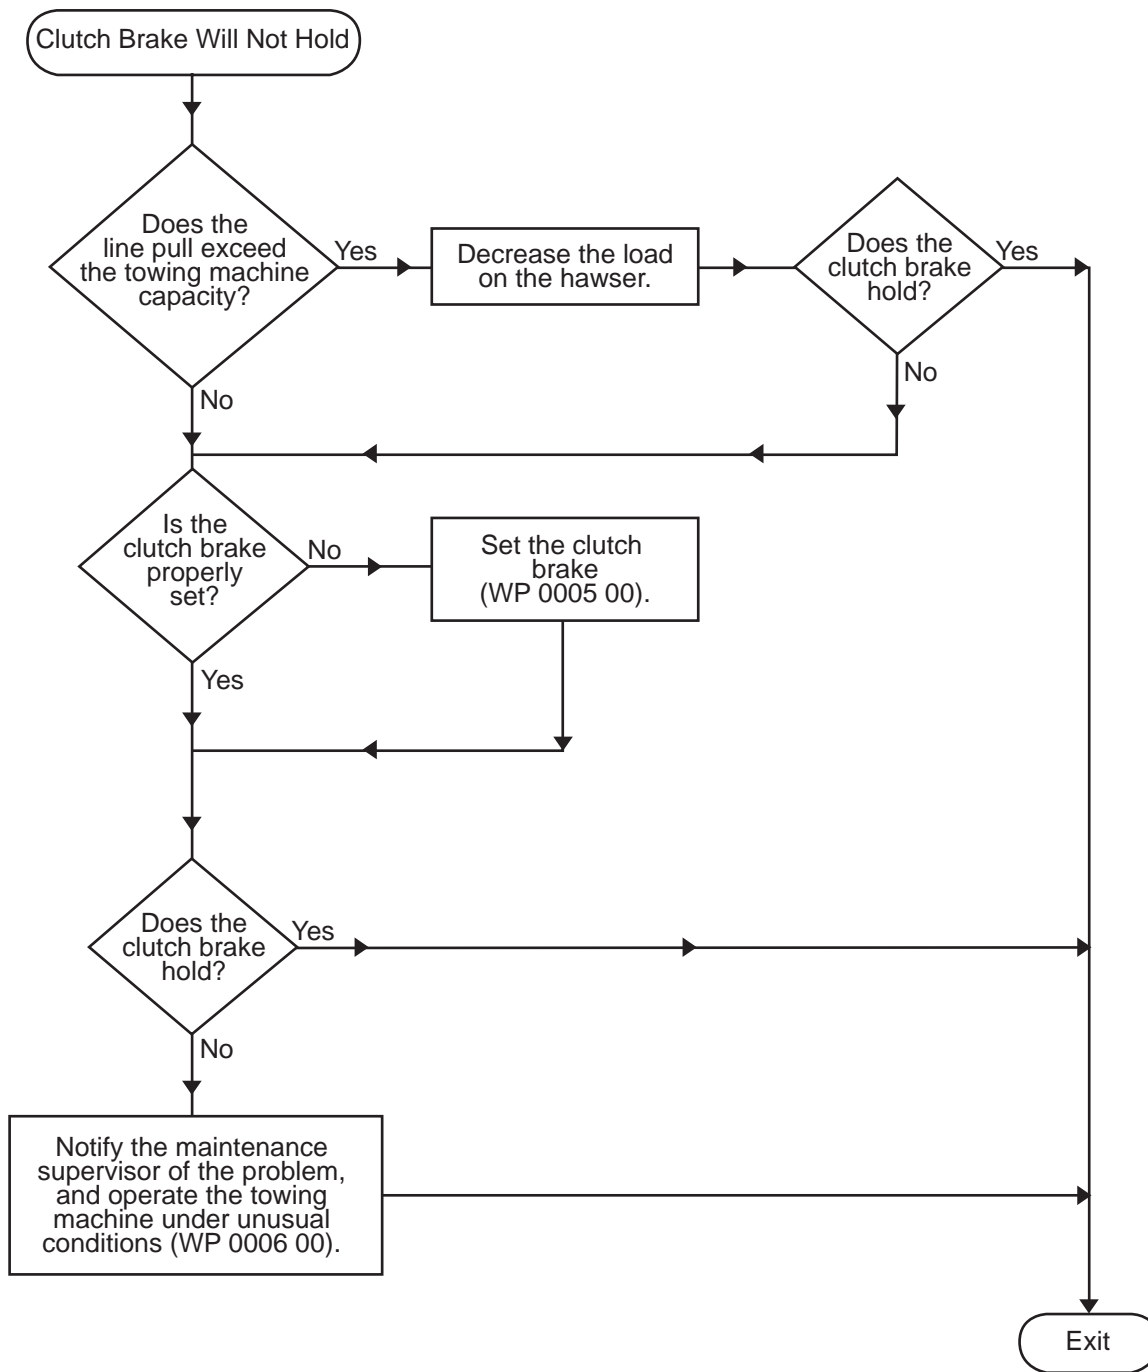 Clutch Brake Will Not Hold
Does the
line pull exceed
the towing machine
capacity?
Yes
Decrease the load
on the hawser.
Does the
clutch brake
hold?
Yes
No
No
Is the
clutch brake
properly
set?
No
Set the clutch
brake
(WP 0005 00).
Yes
Does the
clutch brake
hold?
Yes
No
Notify the maintenance
supervisor of the problem,
and operate the towing
machine under unusual
conditions (WP 0006 00).
Exit